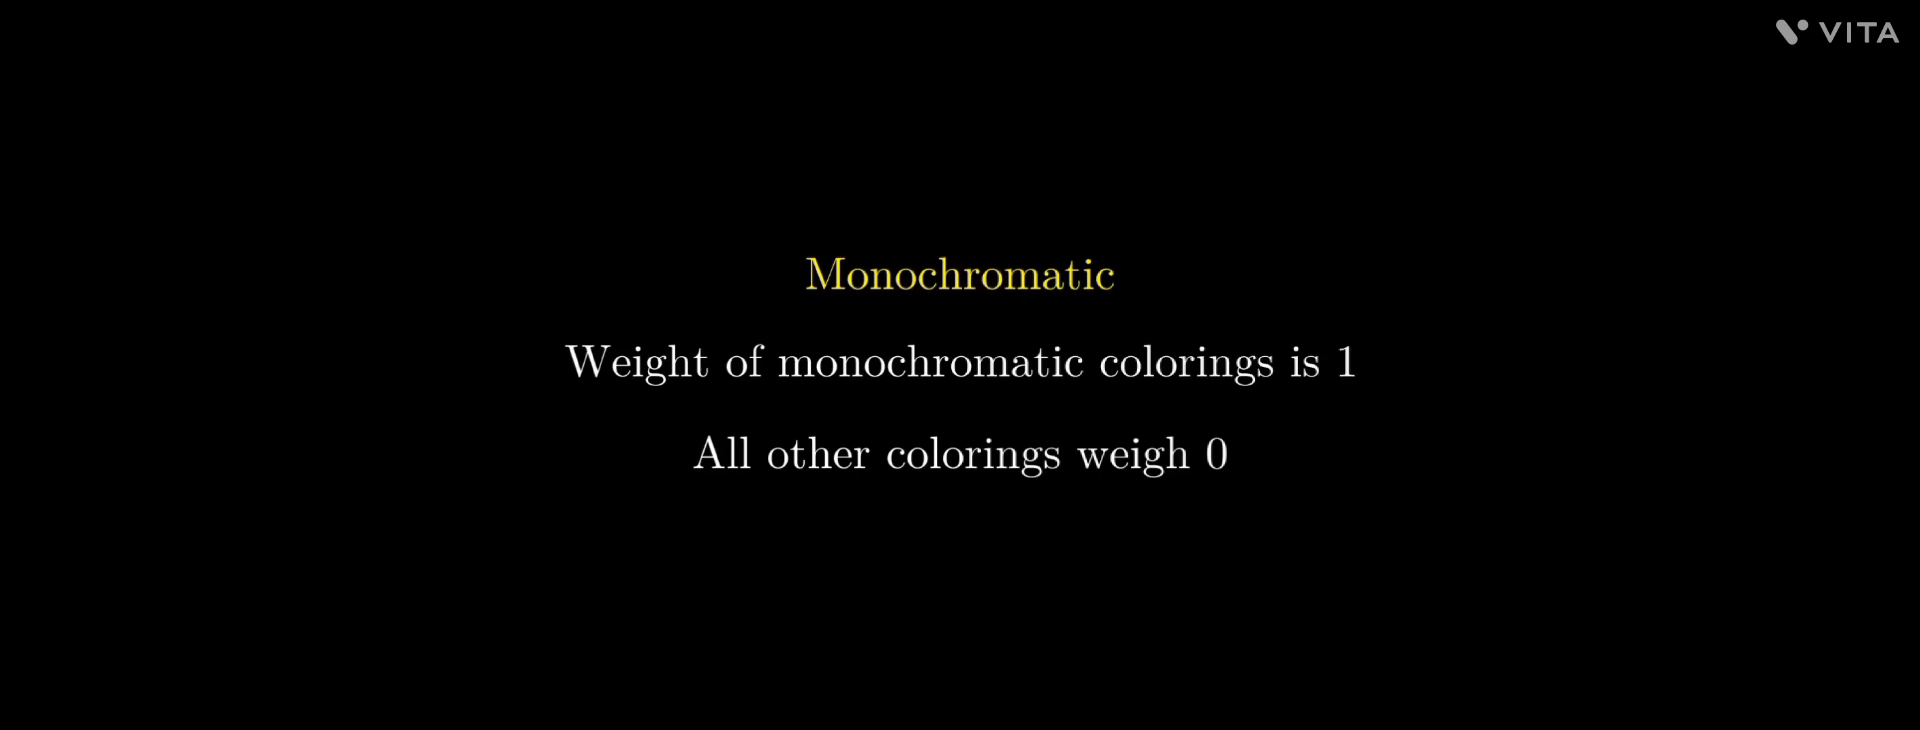 VITA
Monochromatic
Weight of monochromatic colorings is 1
All other colorings weigh 0